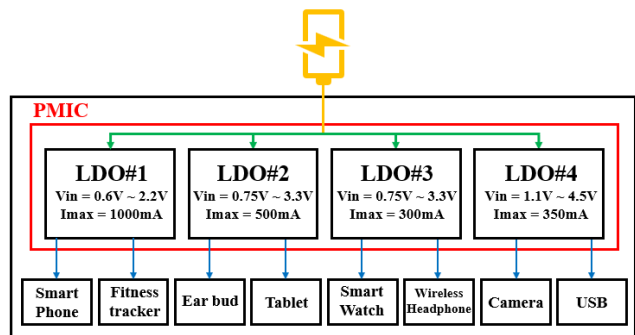 PMIC
LDO#1
Vin = 0.6V ~ 2.2V
Imax = 1000mA
LDO#2
Vin = 0.75V ~ 3.3V
Imax = 500mA
LDO#3
Vin = 0.75V ~ 3.3V
Imax = 300mA
LDO#4
Vin = 1.1V ~ 4.5V
Imax = 350mA
Smart
Phone
Fitness
tracker
Ear bud
Tablet
Smart
Watch
Wireless
Headphone
Camera
USB